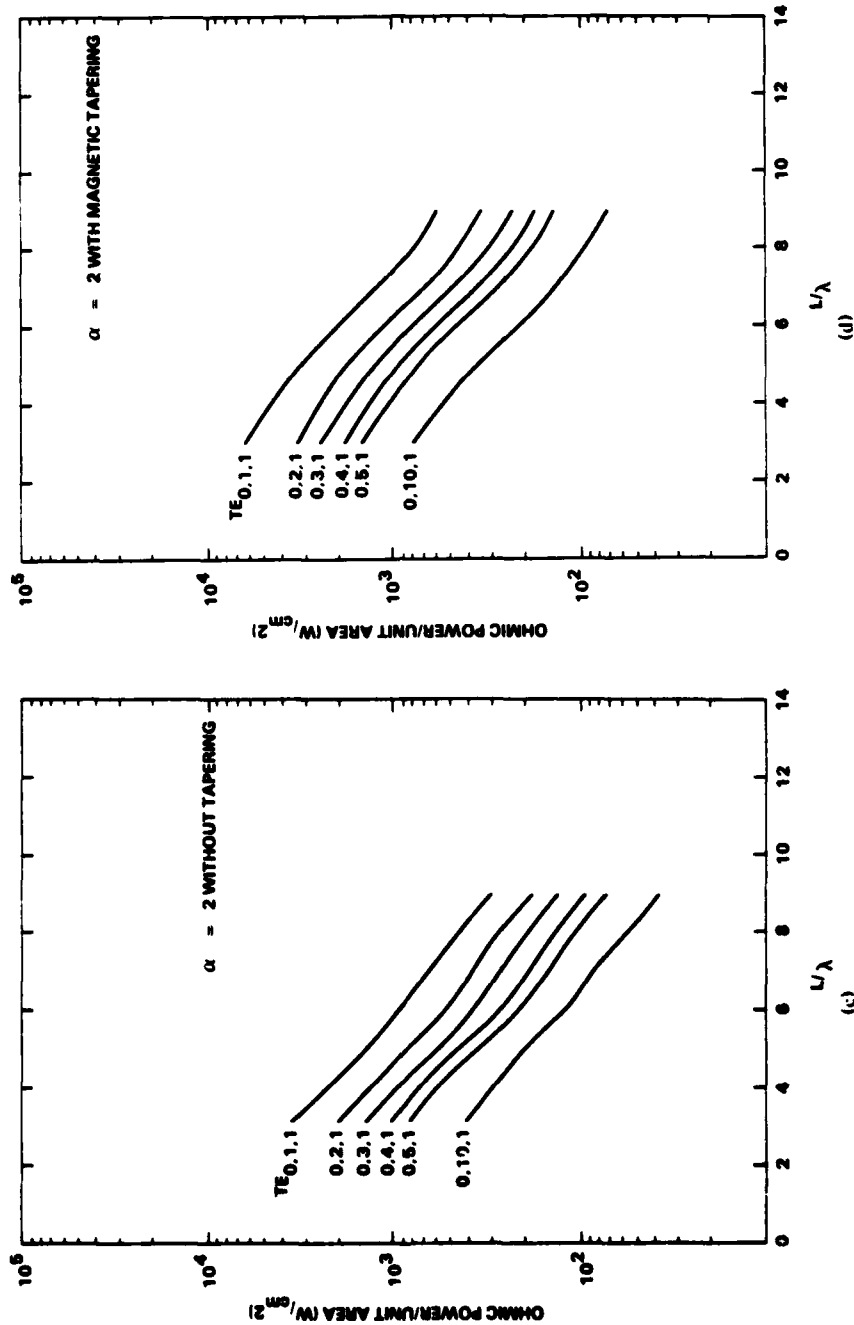 10^5
10^4
10^3
10^2
OHMIC POWER/UNIT AREA (W/cm^2)
α = 2 WITHOUT TAPERING
TE0,1,1
0,2,1
0,3,1
0,4,1
0,5,1
0,10,1
0 2 4 6 8 10 12 14
L/λ
(c)
10^5
10^4
10^3
10^2
OHMIC POWER/UNIT AREA (W/cm^2)
α = 2 WITH MAGNETIC TAPERING
TE0,1,1
0,2,1
0,3,1
0,4,1
0,5,1
0,10,1
0 2 4 6 8 10 12 14
L/λ
(d)